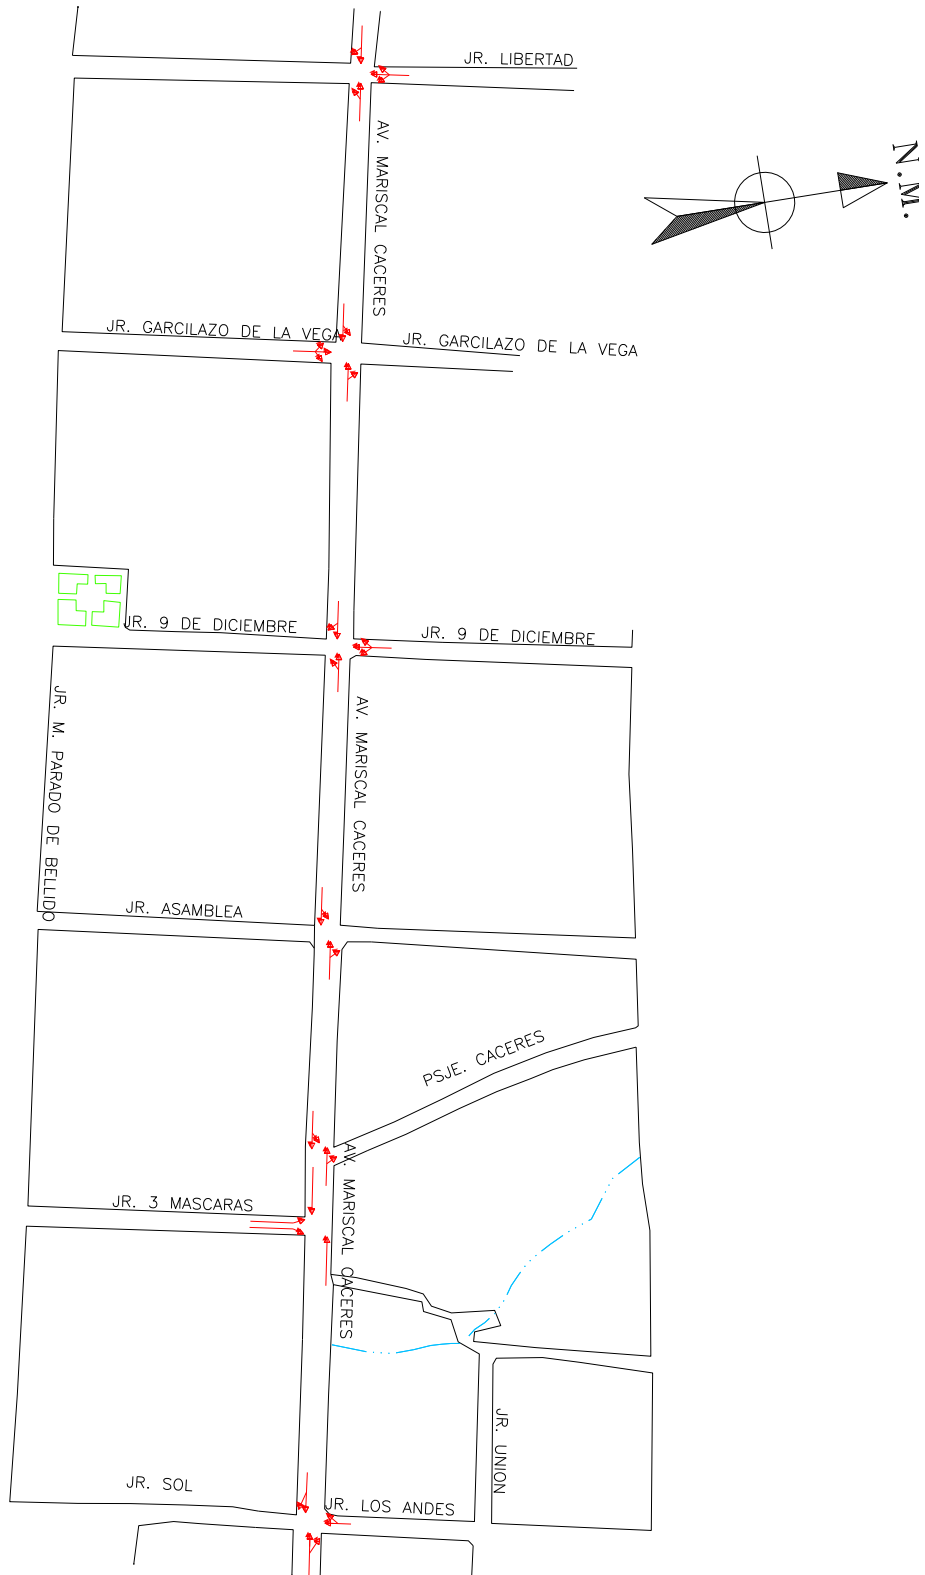 JR. LIBERTAD
AV. MARISCAL CACERES
N.M.
JR. GARCILAZO DE LA VEGA
JR. GARCILAZO DE LA VEGA
JR. 9 DE DICIEMBRE
JR. 9 DE DICIEMBRE
JR. M. PARADO DE BELLIDO
AV. MARISCAL CACERES
JR. ASAMBLEA
PSJE. CACERES
JR. 3 MASCARAS
AV. MARISCAL CACERES
JR. UNION
JR. SOL
JR. LOS ANDES